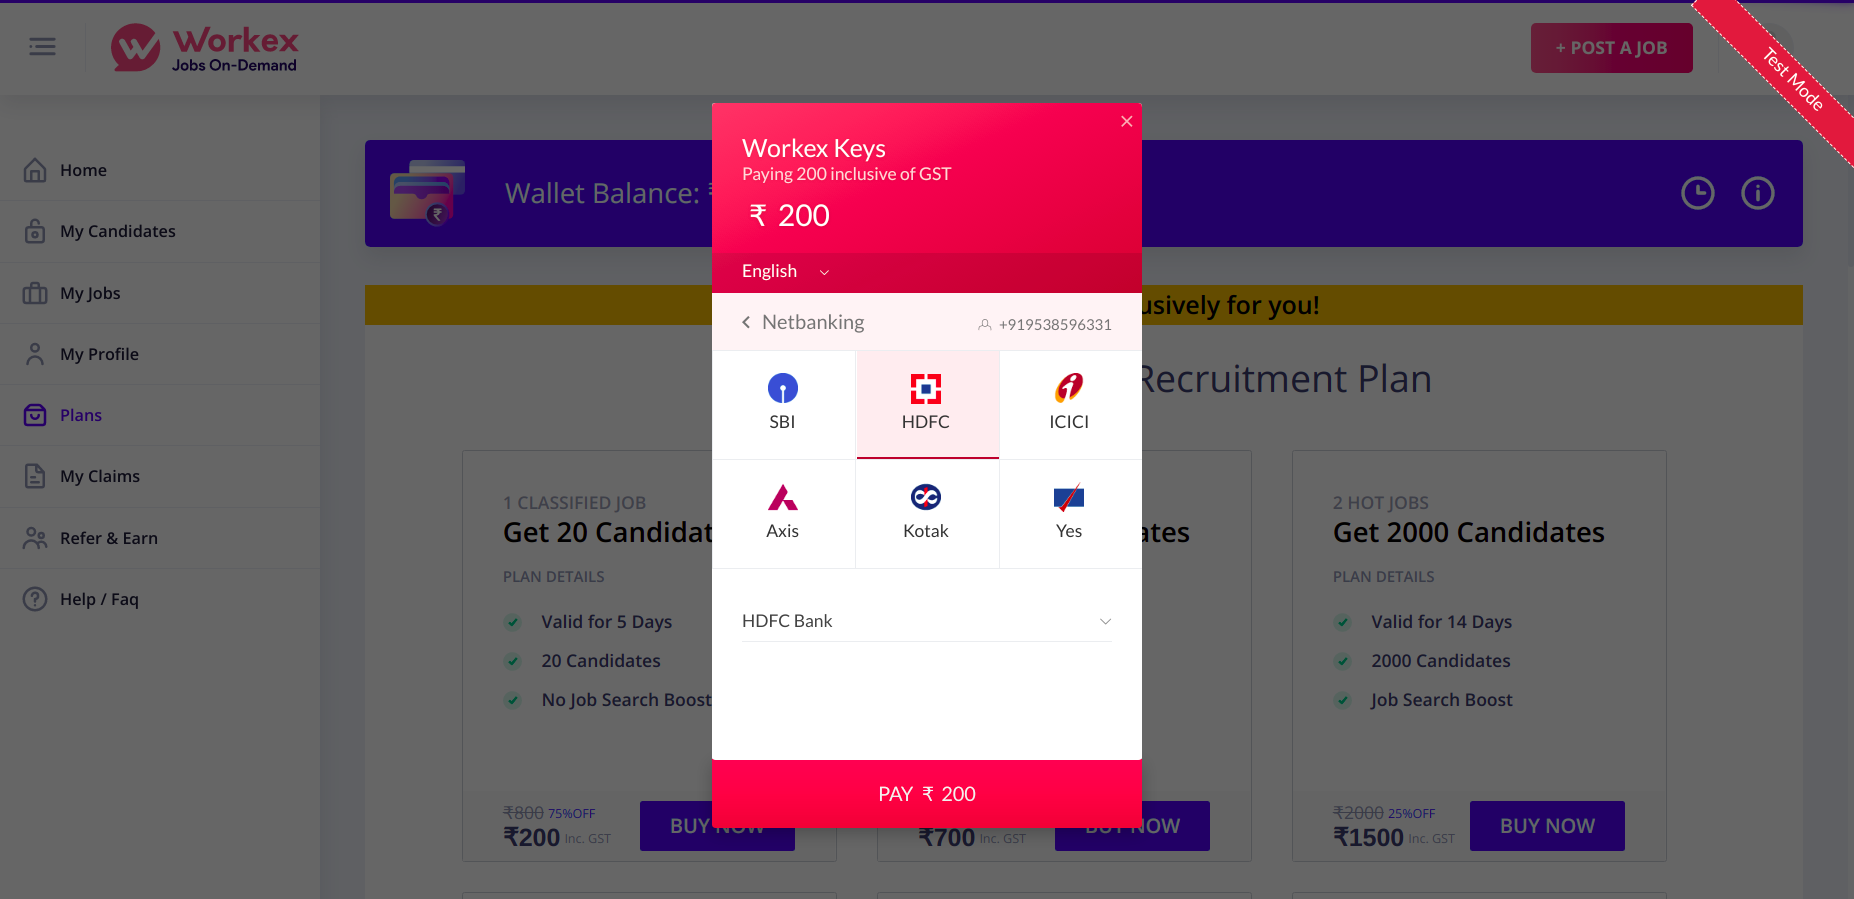 Workex
Jobs On-Demand
+ POST A JOB
Test Mode
Home
My Candidates
My Jobs
My Profile
Plans
My Claims
Refer & Earn
Help / Faq
Wallet Balance:
usively for you!
Recruitment Plan
Workex Keys
Paying 200 inclusive of GST
₹ 200
English
Netbanking
+919538596331
SBI
HDFC
ICICI
Axis
Kotak
Yes
HDFC Bank
PAY ₹ 200
1 CLASSIFIED JOB
Get 20 Candidat
PLAN DETAILS
Valid for 5 Days
20 Candidates
No Job Search Boost
₹800 75%OFF
₹200 Inc. GST
BUY NOW
ates
₹700 Inc. GST
BUY NOW
2 HOT JOBS
Get 2000 Candidates
PLAN DETAILS
Valid for 14 Days
2000 Candidates
Job Search Boost
₹2000 25%OFF
₹1500 Inc. GST
BUY NOW